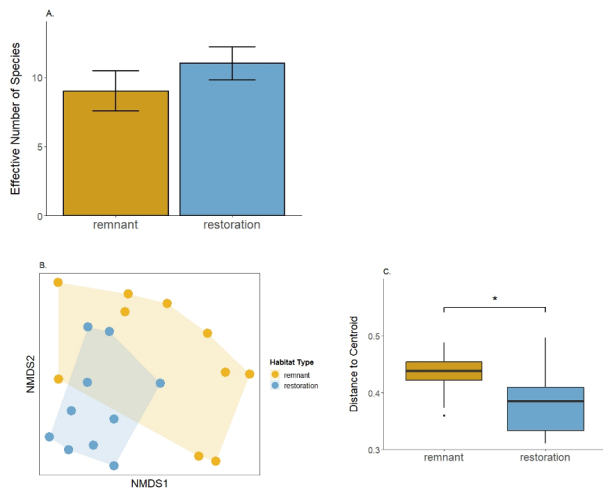 A.
Effective Number of Species
10
5
0
remnant
restoration
B.
NMDS2
NMDS1
Habitat Type
remnant
restoration
C.
*
Distance to Centroid
0.5
0.4
0.3
remnant
restoration